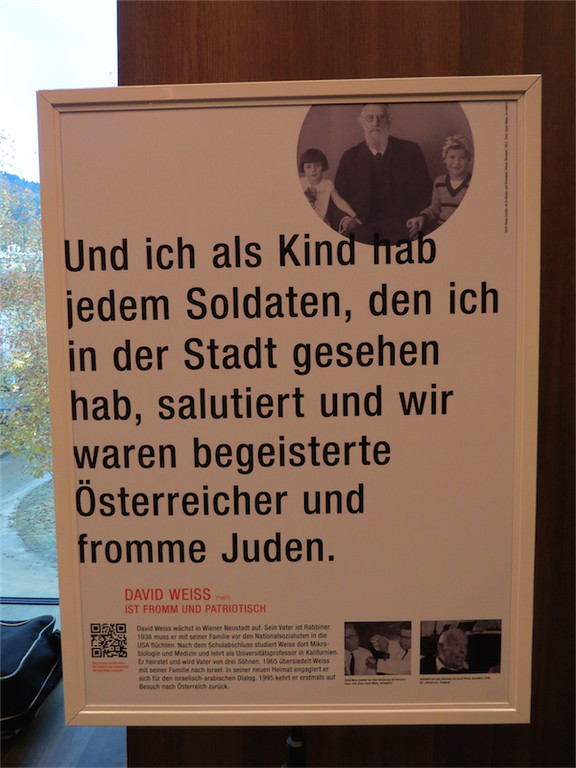 Und ich als Kind hab
jedem Soldaten, den ich
in der Stadt gesehen
hab, salutiert und wir
waren begeisterte
Österreicher und
fromme Juden.
DAVID WEISS
IST FROMM UND PATRIOTISCH
David Weiss wächst in Wiener Neustadt auf. Sein Vater ist Rabbiner.
1938 muss er mit seiner Familie vor den Nationalsozialisten in die
USA flüchten. Nach dem Schulabschluss studiert Weiss dort Mikro-
biologie und Medizin und lehrt als Universitätsprofessor in Kalifornien.
Er heiratet und wird Vater von drei Söhnen. 1965 übersiedelt Weiss
mit seiner Familie nach Israel. In seiner neuen Heimat engagiert er
sich für den israelisch-arabischen Dialog. 1995 kehrt er erstmals auf
Besuch nach Österreich zurück.